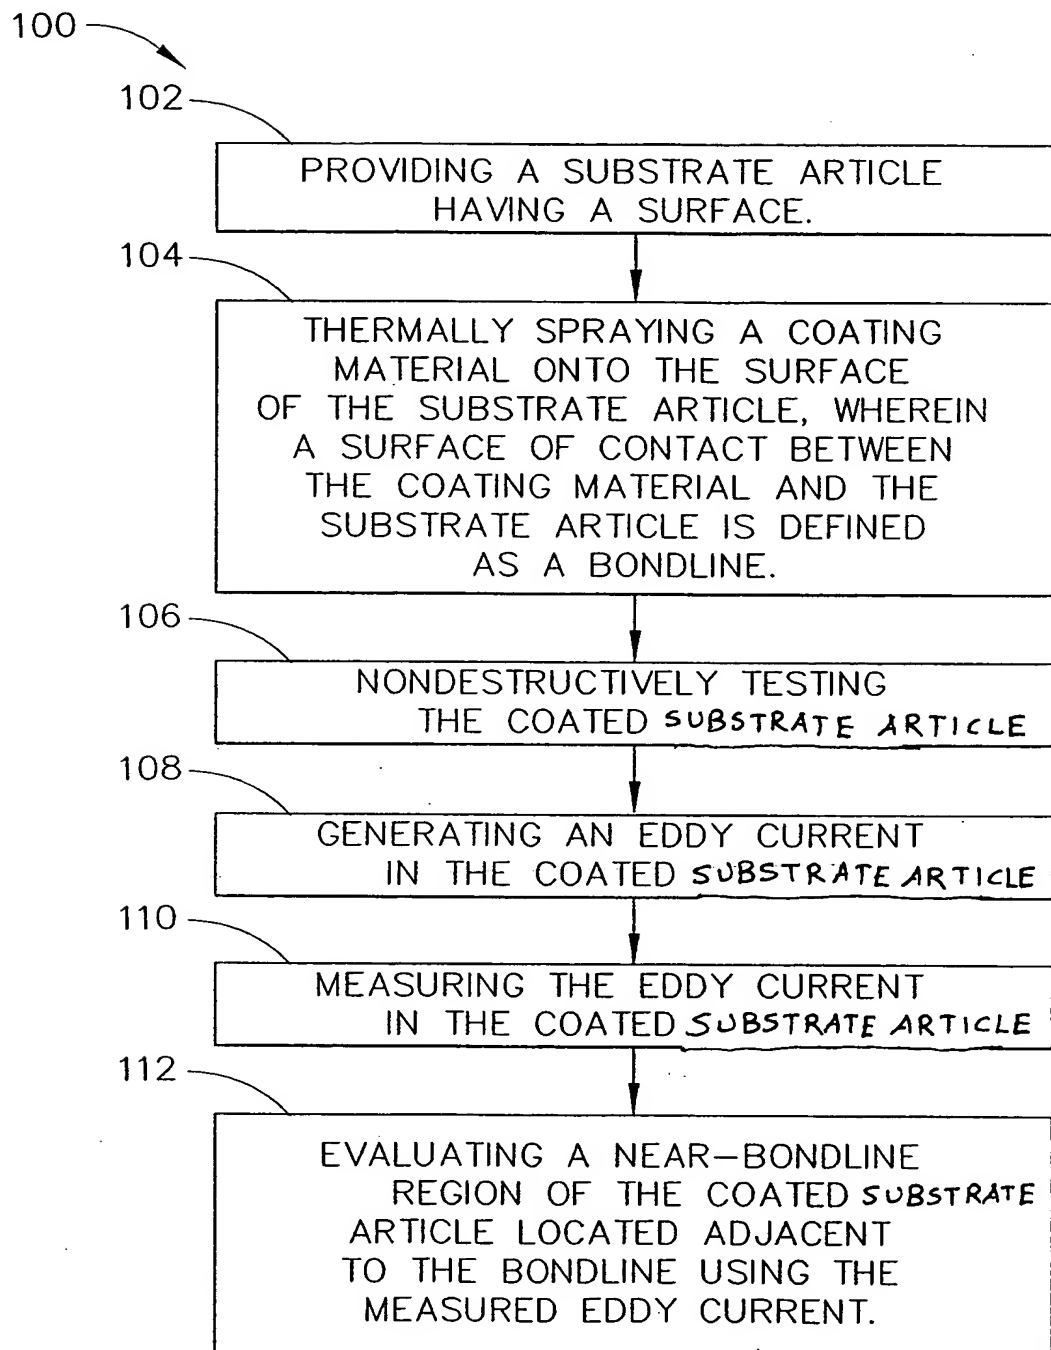 100
102
PROVIDING A SUBSTRATE ARTICLE
HAVING A SURFACE.
104
THERMALLY SPRAYING A COATING
MATERIAL ONTO THE SURFACE
OF THE SUBSTRATE ARTICLE, WHEREIN
A SURFACE OF CONTACT BETWEEN
THE COATING MATERIAL AND THE
SUBSTRATE ARTICLE IS DEFINED
AS A BONDLINE.
106
NONDESTRUCTIVELY TESTING
THE COATED SUBSTRATE ARTICLE
108
GENERATING AN EDDY CURRENT
IN THE COATED SUBSTRATE ARTICLE
110
MEASURING THE EDDY CURRENT
IN THE COATED SUBSTRATE ARTICLE
112
EVALUATING A NEAR-BONDLINE
REGION OF THE COATED SUBSTRATE
ARTICLE LOCATED ADJACENT
TO THE BONDLINE USING THE
MEASURED EDDY CURRENT.